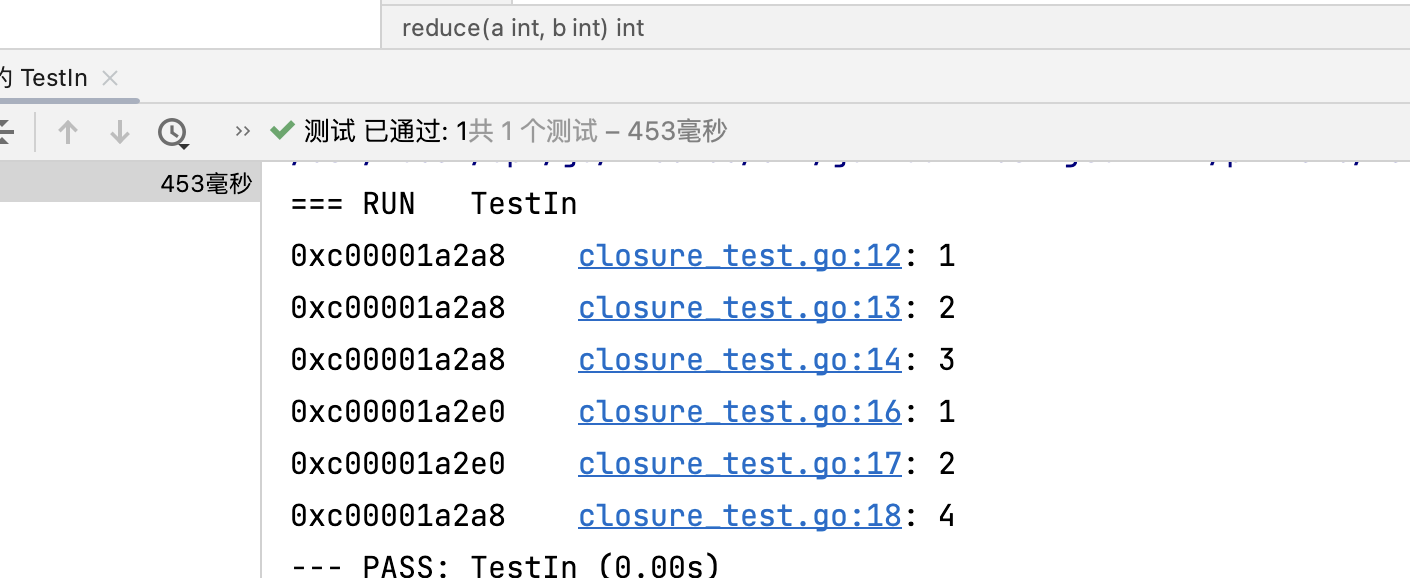 reduce(a int, b int) int
的 TestIn
测试 已通过: 1共 1 个测试 – 453毫秒
453毫秒
=== RUN   TestIn
0xc00001a2a8    closure_test.go:12: 1
0xc00001a2a8    closure_test.go:13: 2
0xc00001a2a8    closure_test.go:14: 3
0xc00001a2e0    closure_test.go:16: 1
0xc00001a2e0    closure_test.go:17: 2
0xc00001a2a8    closure_test.go:18: 4
--- PASS: TestIn (0.00s)